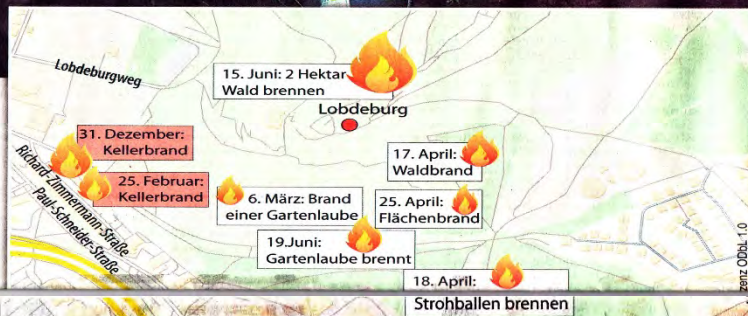 Lobdeburgweg
15. Juni: 2 Hektar
Wald brennen
Lobdeburg
31. Dezember:
Kellerbrand
25. Februar:
Kellerbrand
Richard-Zimmermann-Straße
Paul-Schneider-Straße
17. April:
Waldbrand
6. März: Brand
einer Gartenlaube
25. April:
Flächenbrand
19.Juni:
Gartenlaube brennt
18. April:
Strohballen brennen
zenz ODbL 1.0